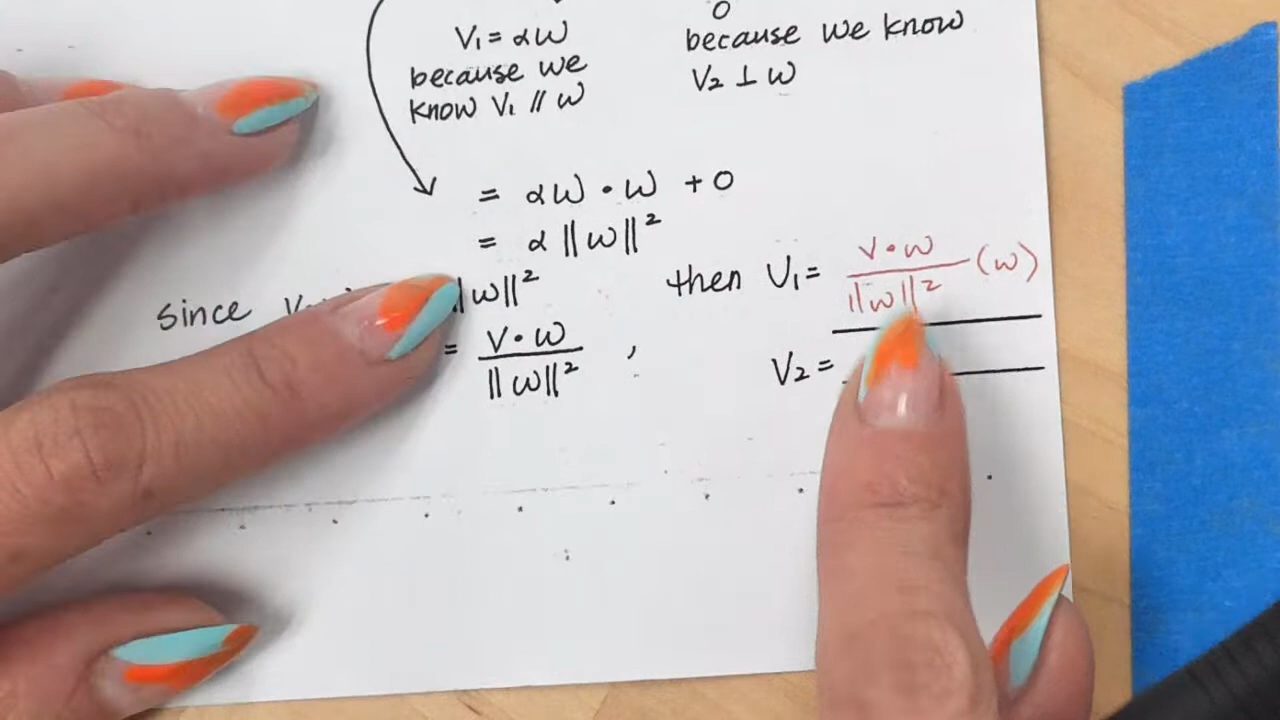 V₁ = αw
because we
know V₁ // w
0
because we know
V₂ ⊥ w
= αw • w + 0
= α ||w||²
since
w||²
= V • w / ||w||² ,
then V₁ = V • w / ||w||² (w)
V₂ =